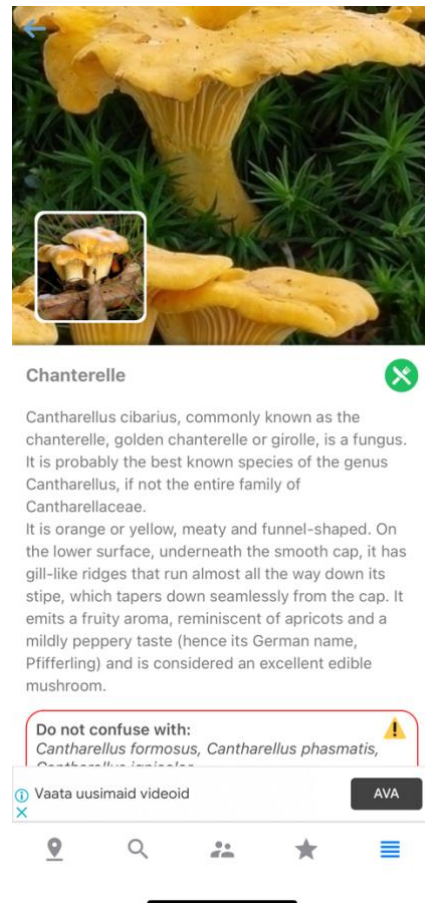 Chanterelle
Cantharellus cibarius, commonly known as the
chanterelle, golden chanterelle or girolle, is a fungus.
It is probably the best known species of the genus
Cantharellus, if not the entire family of
Cantharellaceae.
It is orange or yellow, meaty and funnel-shaped. On
the lower surface, underneath the smooth cap, it has
gill-like ridges that run almost all the way down its
stipe, which tapers down seamlessly from the cap. It
emits a fruity aroma, reminiscent of apricots and a
mildly peppery taste (hence its German name,
Pfifferling) and is considered an excellent edible
mushroom.
Do not confuse with:
Cantharellus formosus, Cantharellus phasmatis,
Vaata uusimaid videoid
AVA